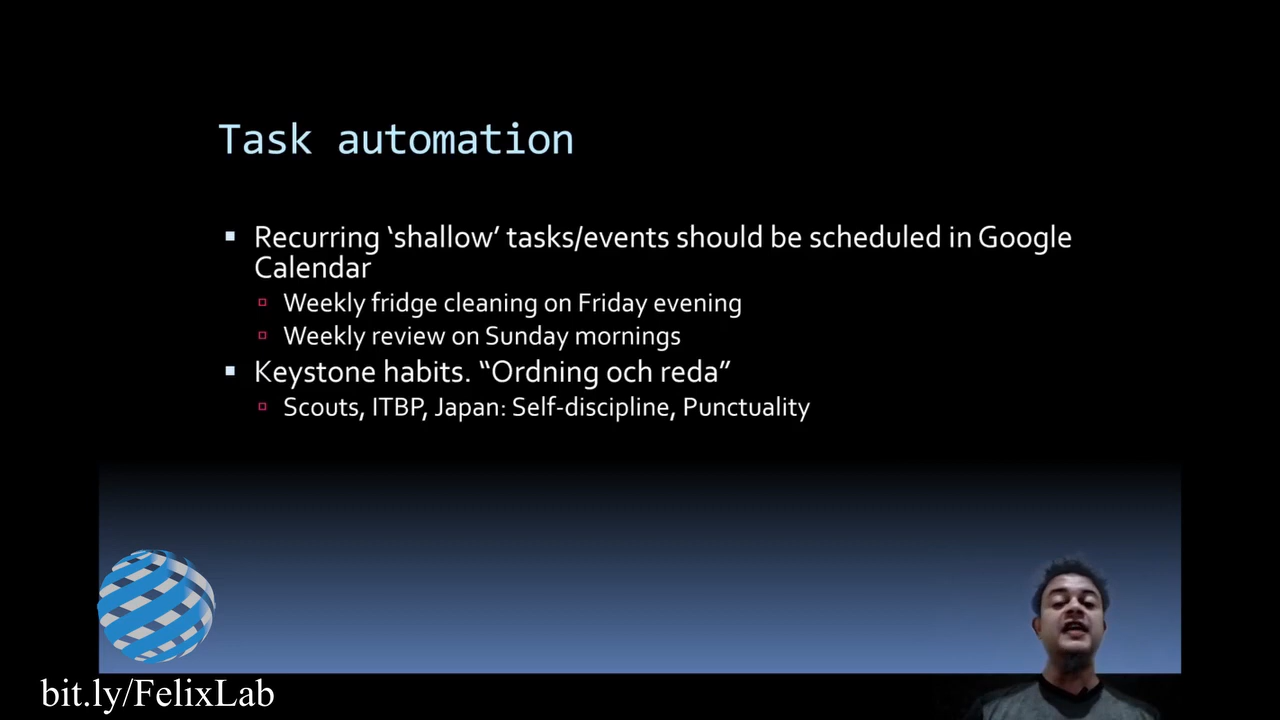 Task automation
Recurring ‘shallow’ tasks/events should be scheduled in Google
Calendar
Weekly fridge cleaning on Friday evening
Weekly review on Sunday mornings
Keystone habits. “Ordning och reda”
Scouts, ITBP, Japan: Self-discipline, Punctuality
bit.ly/FelixLab